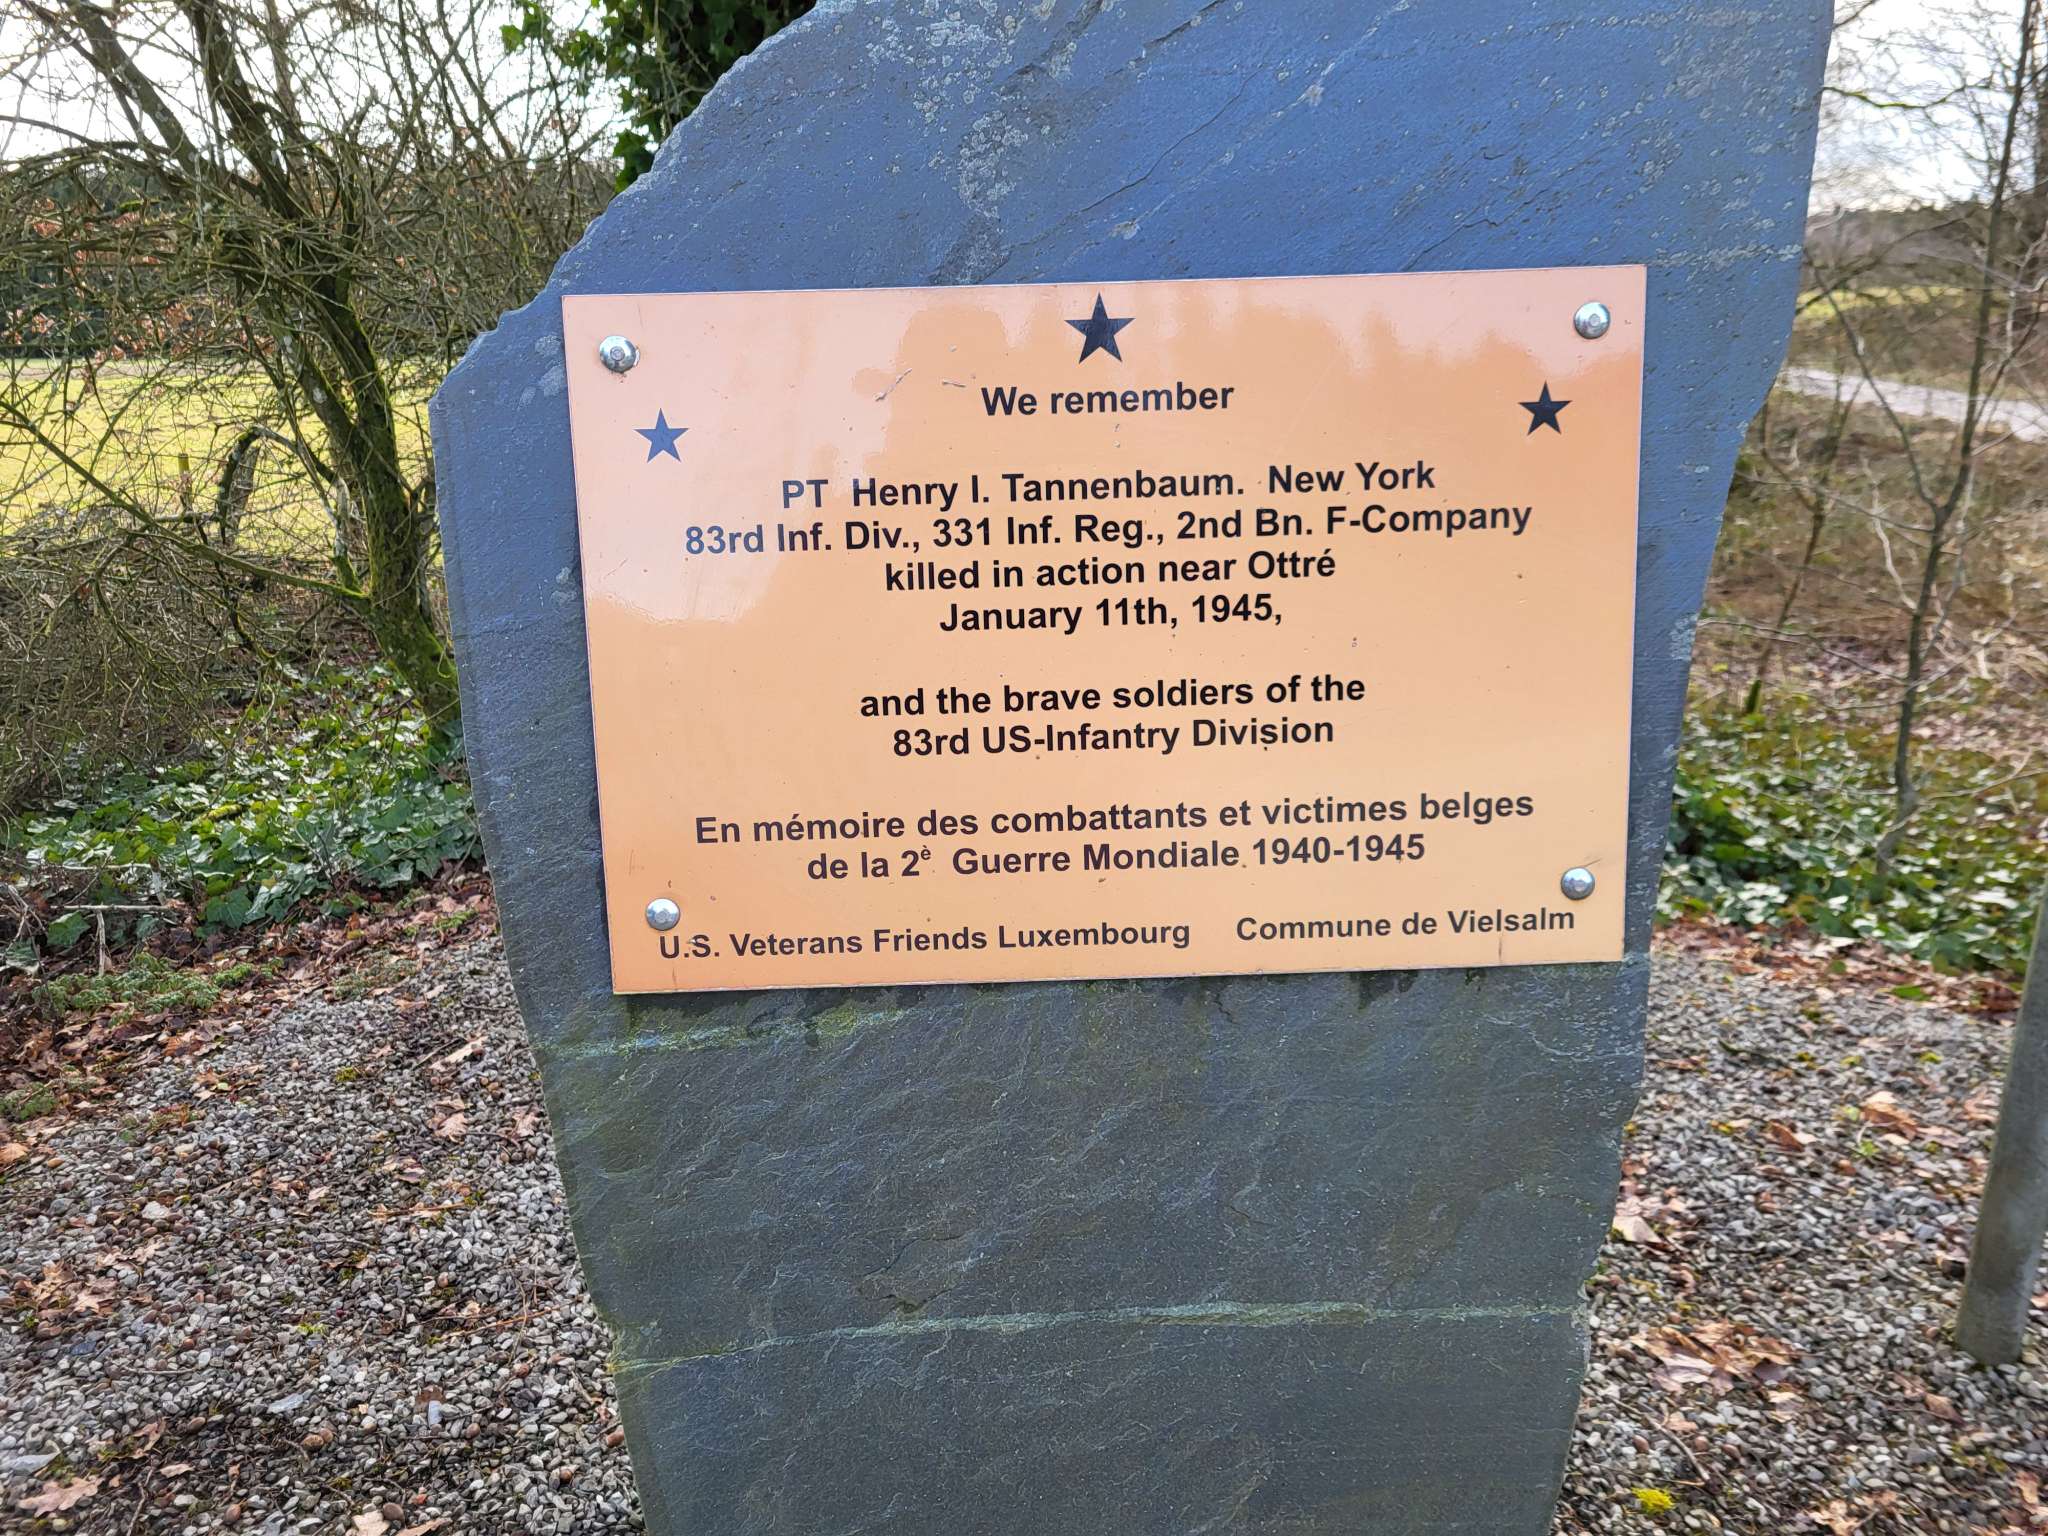 We remember
PT Henry I. Tannenbaum. New York
83rd Inf. Div., 331 Inf. Reg., 2nd Bn. F-Company
killed in action near Ottré
January 11th, 1945,
and the brave soldiers of the
83rd US-Infantry Division
En mémoire des combattants et victimes belges
de la 2è Guerre Mondiale 1940-1945
U.S. Veterans Friends Luxembourg Commune de Vielsalm